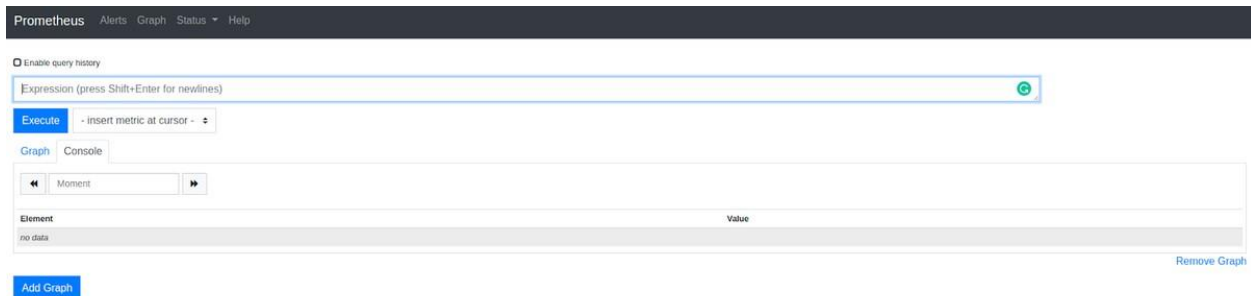 Prometheus Alerts Graph Status Help
Enable query history
Expression (press Shift+Enter for newlines)
Execute - insert metric at cursor -
Graph Console
Moment
Element Value
no data
Remove Graph
Add Graph